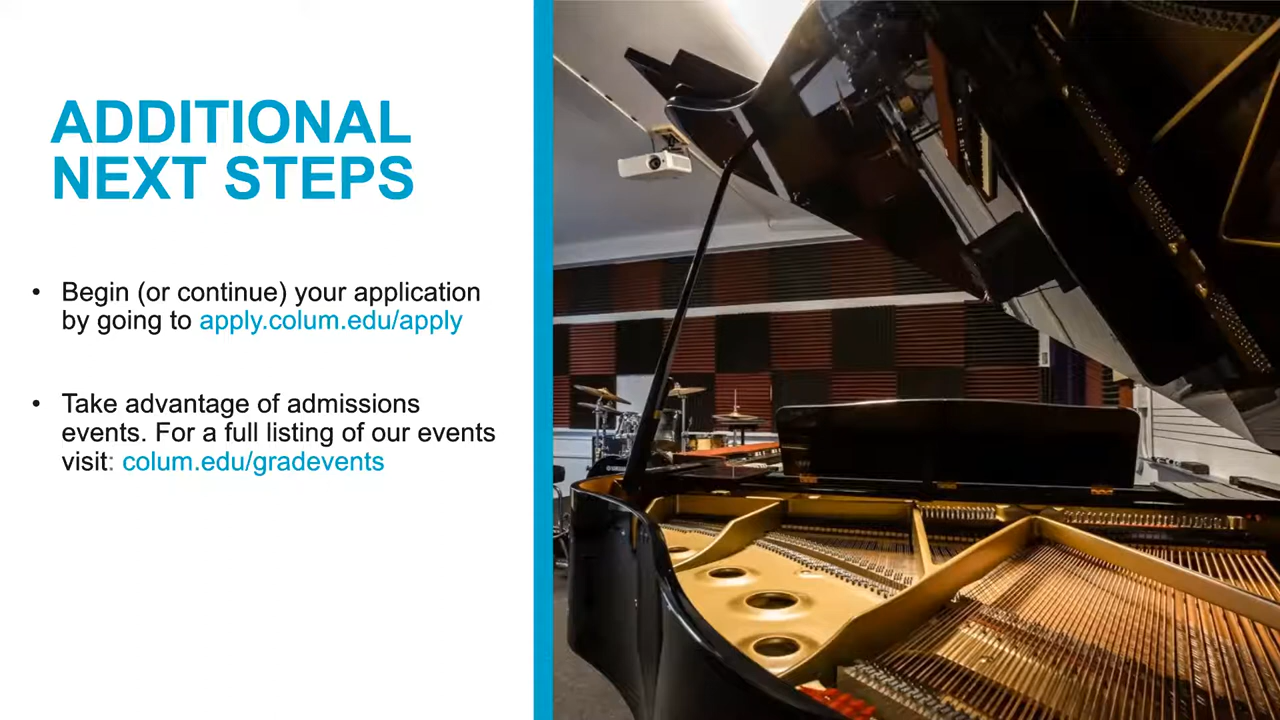 ADDITIONAL
NEXT STEPS
• Begin (or continue) your application
by going to apply.colum.edu/apply
• Take advantage of admissions
events. For a full listing of our events
visit: colum.edu/gradevents